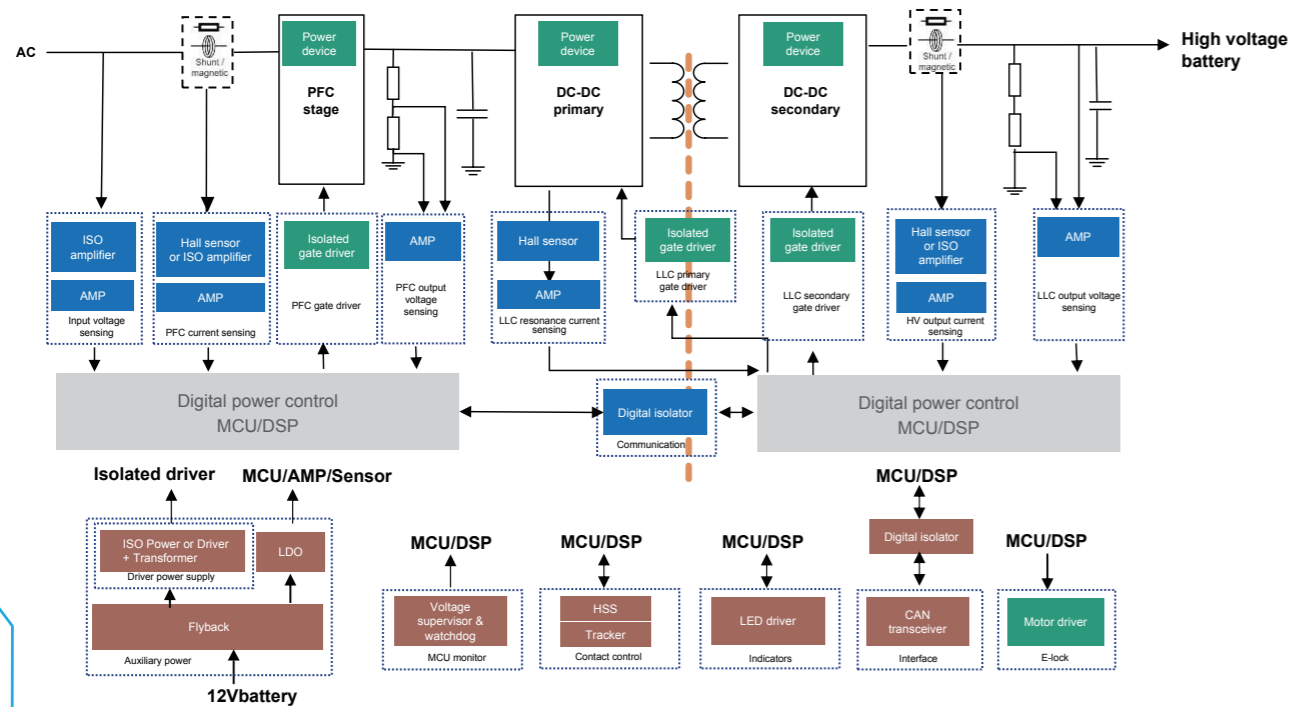 AC
Shunt /
magnetic
Power
device
PFC
stage
Power
device
DC-DC
primary
Power
device
DC-DC
secondary
Shunt /
magnetic
High voltage
battery
ISO
amplifier
AMP
Input voltage
sensing
Hall sensor
or ISO amplifier
AMP
PFC current sensing
Isolated
gate driver
PFC gate driver
AMP
PFC output
voltage
sensing
Hall sensor
AMP
LLC resonance current
sensing
Isolated
gate driver
LLC primary
gate driver
Isolated
gate driver
LLC secondary
gate driver
Hall sensor
or ISO
amplifier
AMP
HV output current
sensing
AMP
LLC output voltage
sensing
Digital power control
MCU/DSP
Digital isolator
Communication
Digital power control
MCU/DSP
Isolated driver
MCU/AMP/Sensor
ISO Power or Driver
+ Transformer
Driver power supply
LDO
Flyback
Auxiliary power
12Vbattery
MCU/DSP
Voltage
supervisor &
watchdog
MCU monitor
MCU/DSP
HSS
Tracker
Contact control
MCU/DSP
LED driver
Indicators
MCU/DSP
Digital isolator
CAN
transceiver
Interface
MCU/DSP
Motor driver
E-lock